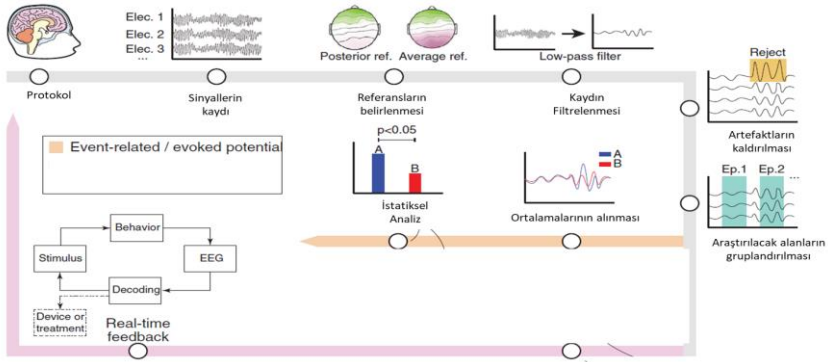 Elec. 1
Elec. 2
Elec. 3
...
Posterior ref. Average ref.
Low-pass filter
Protokol
Sinyallerin
kaydı
Referansların
belirlenmesi
Kaydın
Filtrelenmesi
Reject
Artefaktların
kaldırılması
Event-related / evoked potential
p<0.05
A
B
İstatiksel
Analiz
A
B
Ortalamalarının alınması
Ep.1 Ep.2 ...
Araştırılacak alanların
gruplandırılması
Behavior
Stimulus
EEG
Decoding
Device or
treatment
Real-time
feedback